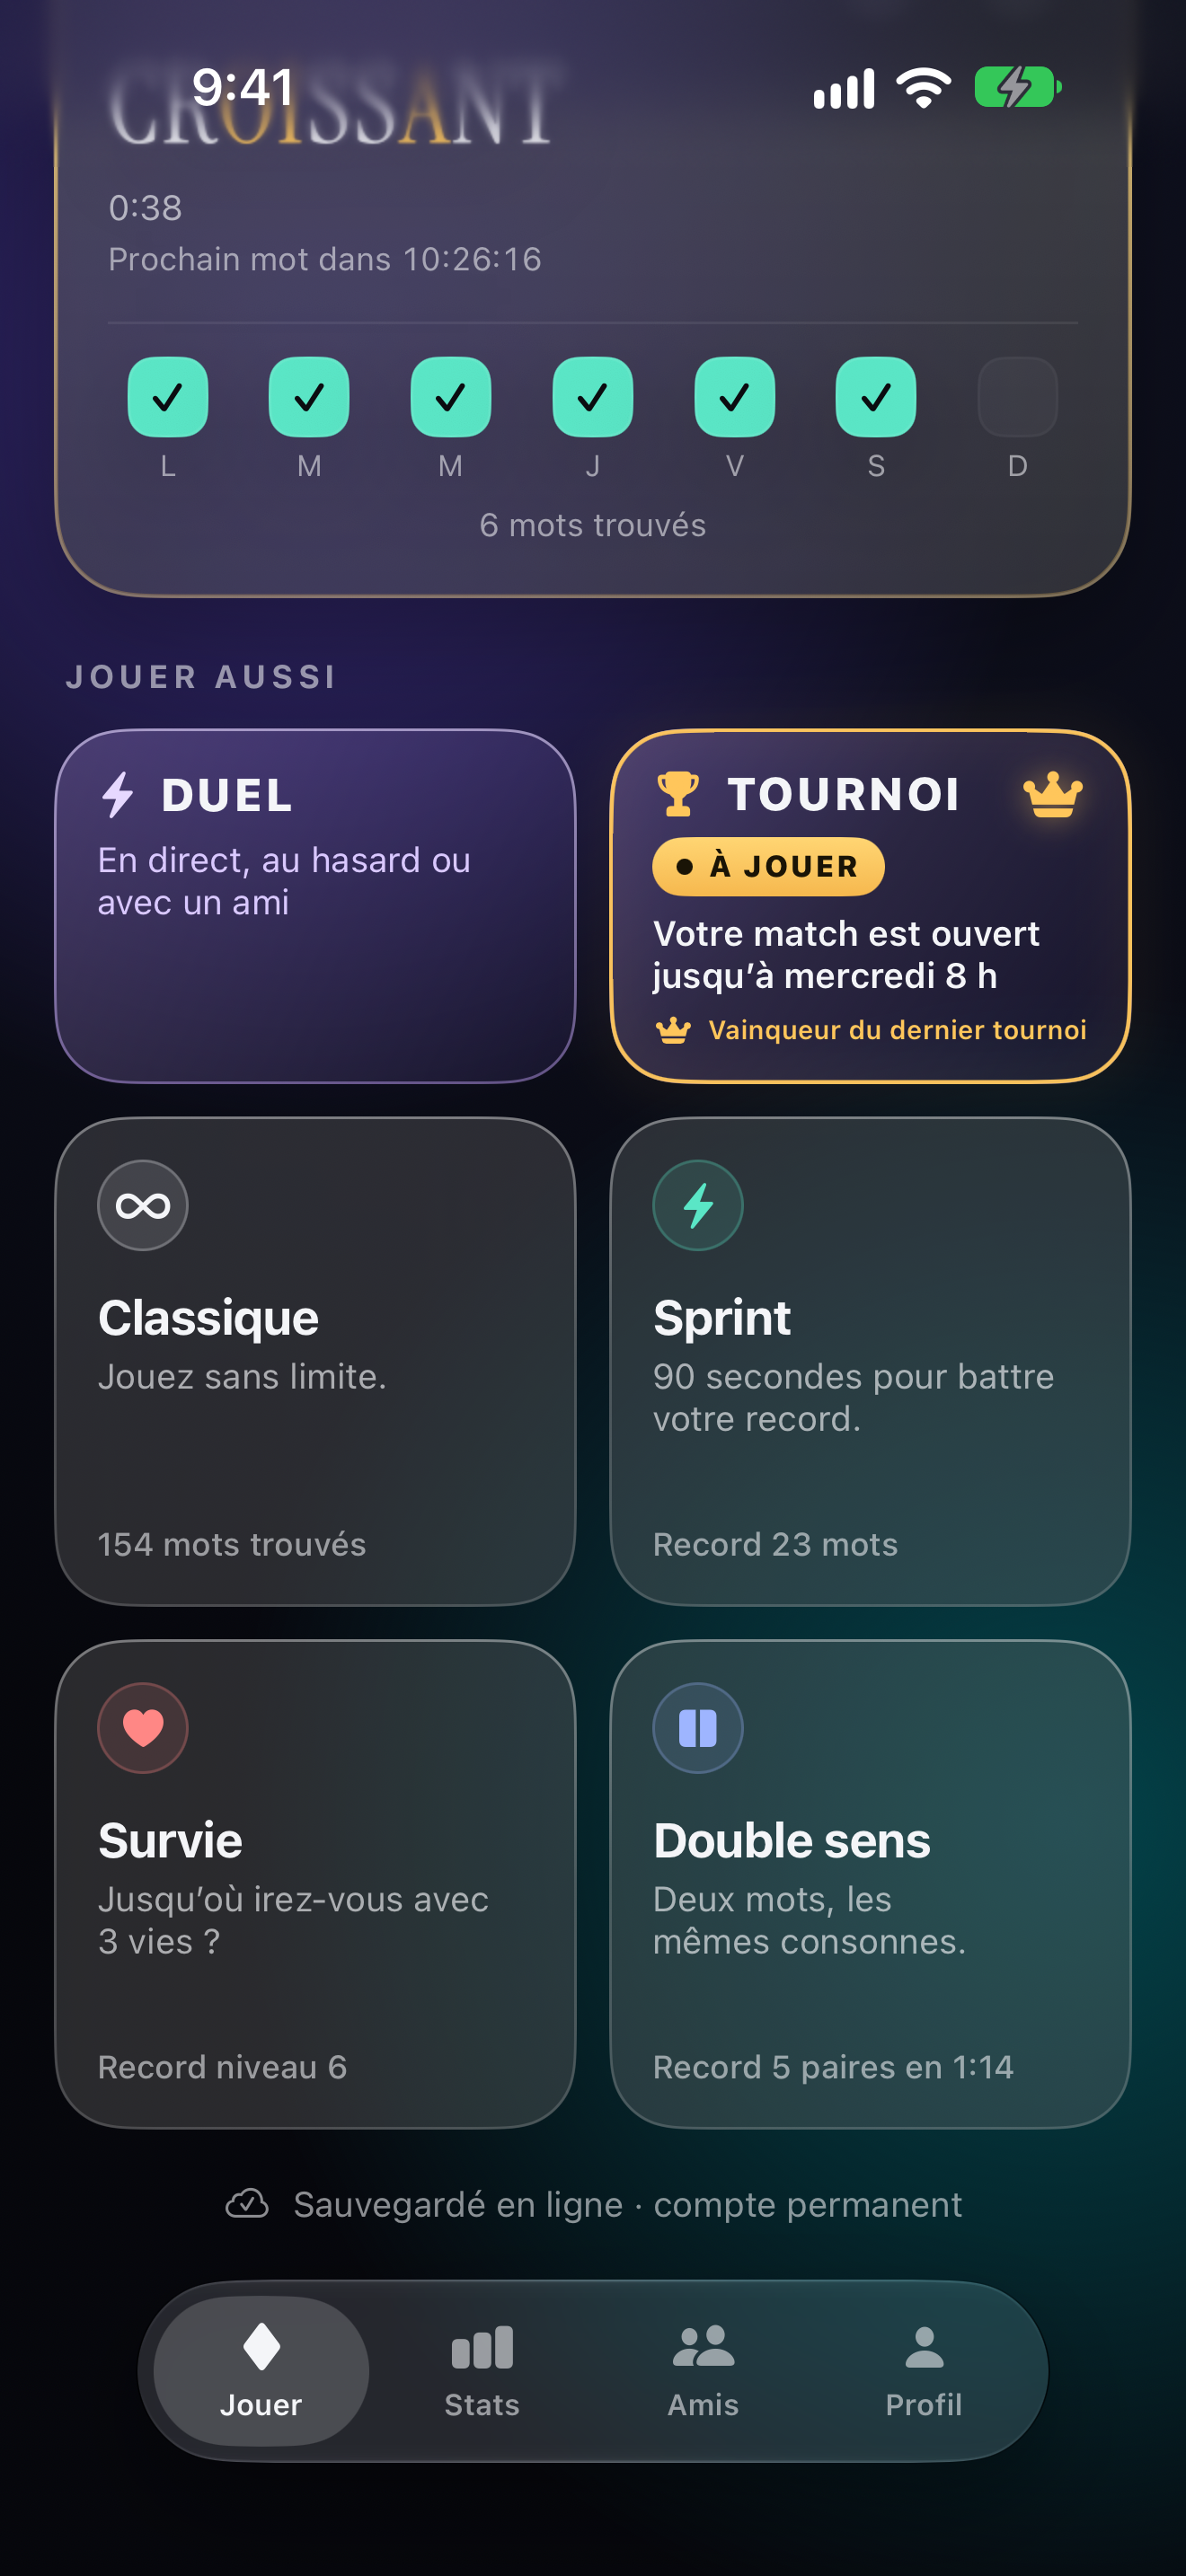 9:41
CROISSANT
0:38
Prochain mot dans 10:26:16
L M M J V S D
6 mots trouvés
JOUER AUSSI
DUEL
En direct, au hasard ou
avec un ami
TOURNOI
À JOUER
Votre match est ouvert
jusqu’à mercredi 8 h
Vainqueur du dernier tournoi
Classique
Jouez sans limite.
154 mots trouvés
Sprint
90 secondes pour battre
votre record.
Record 23 mots
Survie
Jusqu’où irez-vous avec
3 vies ?
Record niveau 6
Double sens
Deux mots, les
mêmes consonnes.
Record 5 paires en 1:14
Sauvegardé en ligne · compte permanent
Jouer Stats Amis Profil